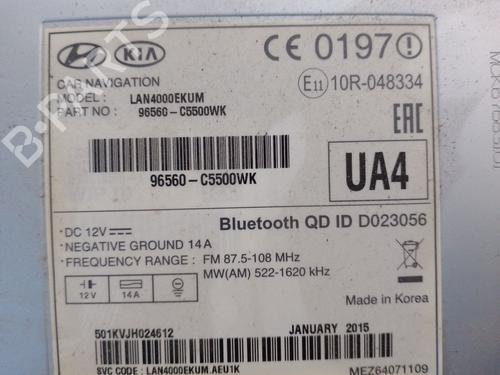 HYUNDAI KIA
CE 0197
CAR NAVIGATION
MODEL : LAN4000EKUM
PART NO : 96560-C5500WK
E11 10R-048334
EAC
96560-C5500WK
UA4
Bluetooth QD ID D023056
DC 12V
NEGATIVE GROUND 14A
FREQUENCY RANGE : FM 87.5-108 MHz
MW(AM) 522-1620 kHz
12V 14A
Made in Korea
501KVJH024612
JANUARY 2015
SVC CODE : LAN4000EKUM.AEU1K
MEZ64071109
B-PARTS